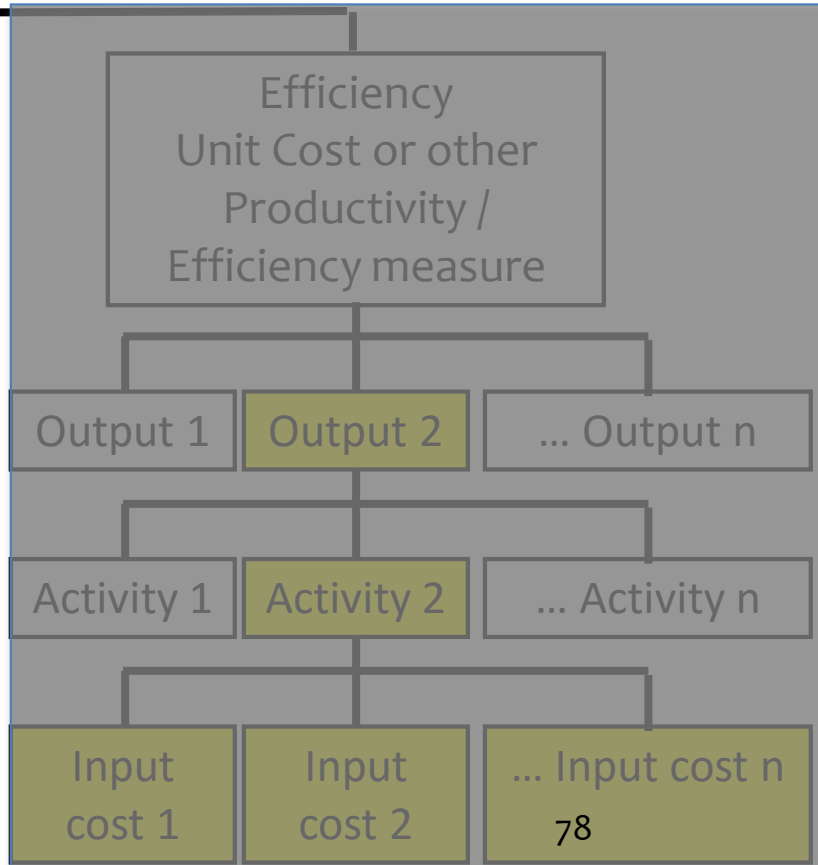 Efficiency
Unit Cost or other
Productivity /
Efficiency measure
Output 1
Output 2
... Output n
Activity 1
Activity 2
... Activity n
Input
cost 1
Input
cost 2
... Input cost n
78